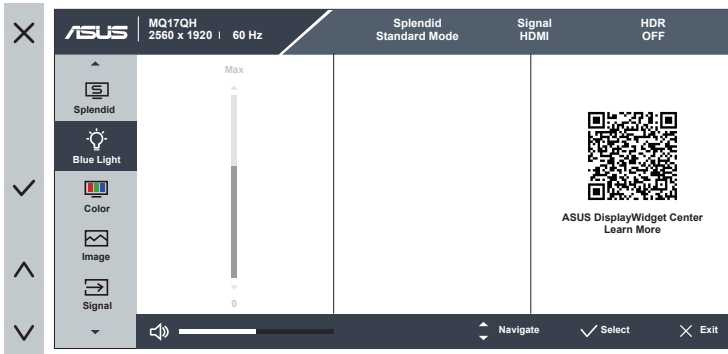 ASUS
MQ17QH
2560 x 1920 | 60 Hz
Splendid
Standard Mode
Signal
HDMI
HDR
OFF
Splendid
Blue Light
Color
Image
Signal
Max
0
ASUS DisplayWidget Center
Learn More
Navigate
Select
Exit